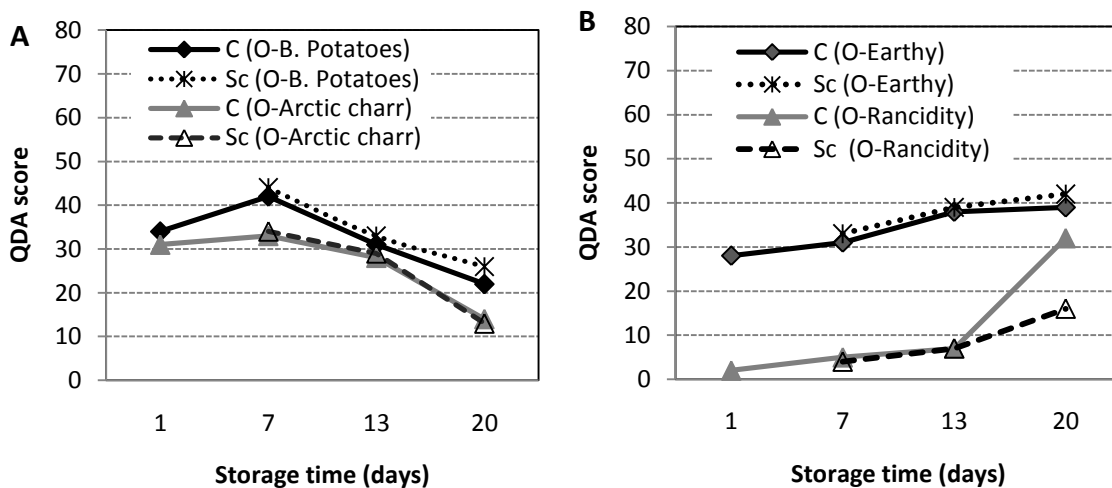 A
C (O-B. Potatoes)
Sc (O-B. Potatoes)
C (O-Arctic charr)
Sc (O-Arctic charr)
QDA score
80
70
60
50
40
30
20
10
0
1 7 13 20
Storage time (days)
B
C (O-Earthy)
Sc (O-Earthy)
C (O-Rancidity)
Sc (O-Rancidity)
QDA score
80
70
60
50
40
30
20
10
0
1 7 13 20
Storage time (days)